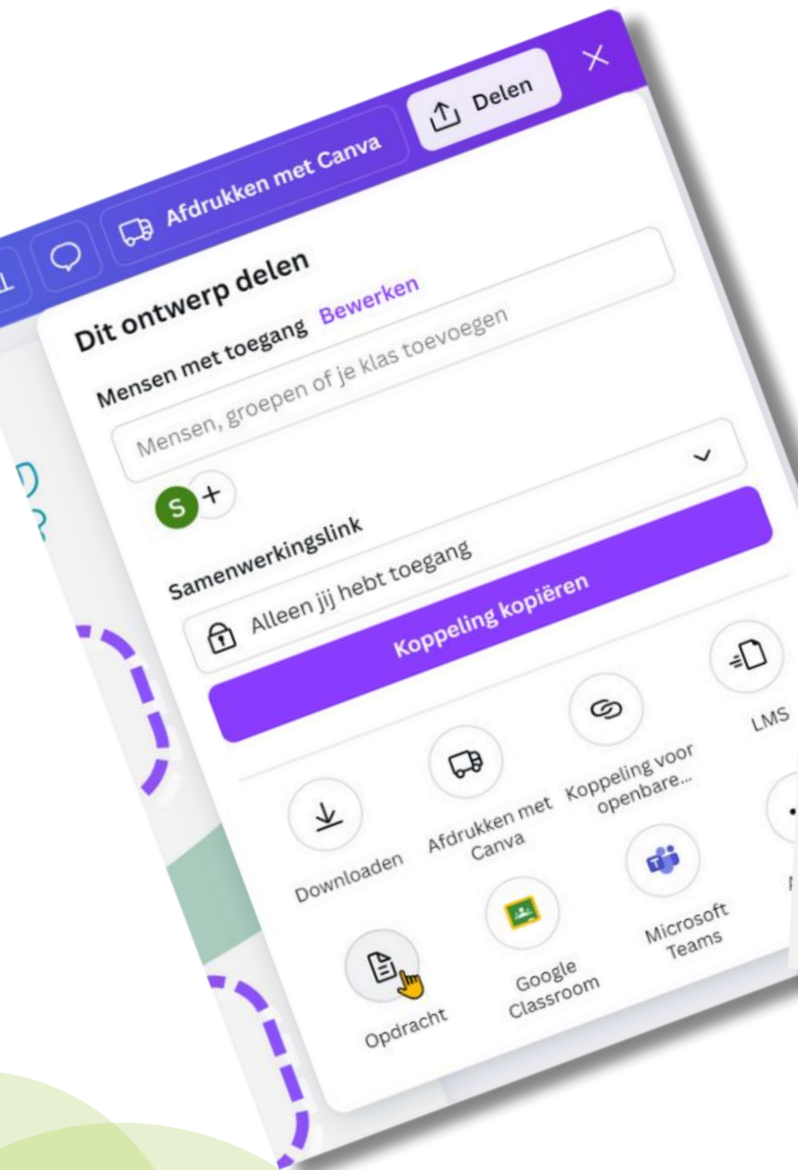 Afdrukken met Canva
Delen
Dit ontwerp delen
Mensen met toegang Bewerken
Mensen, groepen of je klas toevoegen
S
Samenwerkingslink
Alleen jij hebt toegang
Koppeling kopiëren
Downloaden
Afdrukken met
Canva
Koppeling voor
openbare...
LMS
Opdracht
Google
Classroom
T
Microsoft
Teams